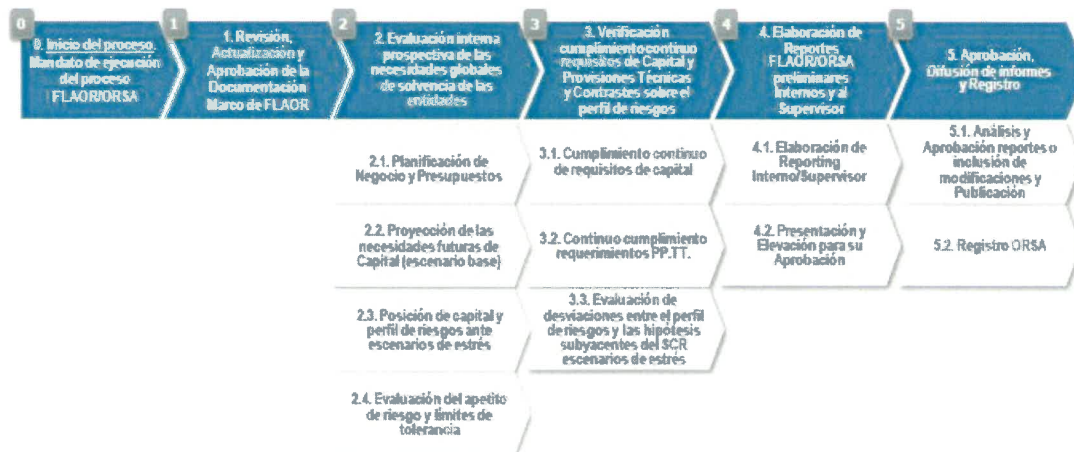 0
0. Inicio del proceso.
Mandato de ejecución
del proceso
FLAOR/ORSA
1
1. Revisión,
Actualización y
Aprobación de la
Documentación
Marco de FLAOR
2
2. Evaluación interna
prospectiva de las
necesidades globales
de solvencia de las
entidades
3
3. Verificación
cumplimiento continuo
requisitos de Capital y
Provisiones Técnicas
y Contrastes sobre el
perfil de riesgos
4
4. Elaboración de
Reportes
FLAOR/ORSA
preliminares
Internos y al
Supervisor
5
5. Aprobación,
Difusión de informes
y Registro
2.1. Planificación de
Negocio y Presupuestos
2.2. Proyección de las
necesidades futuras de
Capital (escenario base)
2.3. Posición de capital y
perfil de riesgos ante
escenarios de estrés
2.4. Evaluación del apetito
de riesgo y límites de
tolerancia
3.1. Cumplimiento continuo
de requisitos de capital
3.2. Continuo cumplimiento
requerimientos PP.TT.
3.3. Evaluación de
desviaciones entre el perfil
de riesgos y las hipótesis
subyacentes del SCR
escenarios de estrés
4.1. Elaboración de
Reporting
Interno/Supervisor
4.2. Presentación y
Elevación para su
Aprobación
5.1. Análisis y
Aprobación reportes o
inclusión de
modificaciones y
Publicación
5.2. Registro ORSA